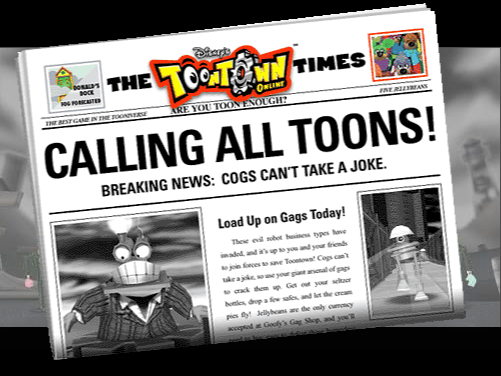 DONALD'S
DOCK
FOG FORECASTED
THE
Disney's
TOONTOWN
ONLINE
TIMES
THE BEST GAME IN THE TOONIVERSE
ARE YOU TOON ENOUGH?
FIVE JELLYBEANS
CALLING ALL TOONS!
BREAKING NEWS: COGS CAN'T TAKE A JOKE.
Load Up on Gags Today!
These evil robot business types have
invaded, and it's up to you and your friends
to join forces to save Toontown! Cogs can't
take a joke, so use your giant arsenal of gags
to crack them up. Get out your seltzer
bottles, drop a few safes, and let the cream
pies fly! Jellybeans are the only currency
accepted at Goofy's Gag Shop, and you'll